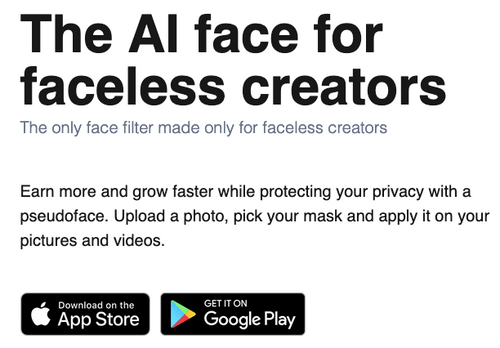 The AI face for
faceless creators
The only face filter made only for faceless creators
Earn more and grow faster while protecting your privacy with a
pseudoface. Upload a photo, pick your mask and apply it on your
pictures and videos.
Download on the
App Store
GET IT ON
Google Play